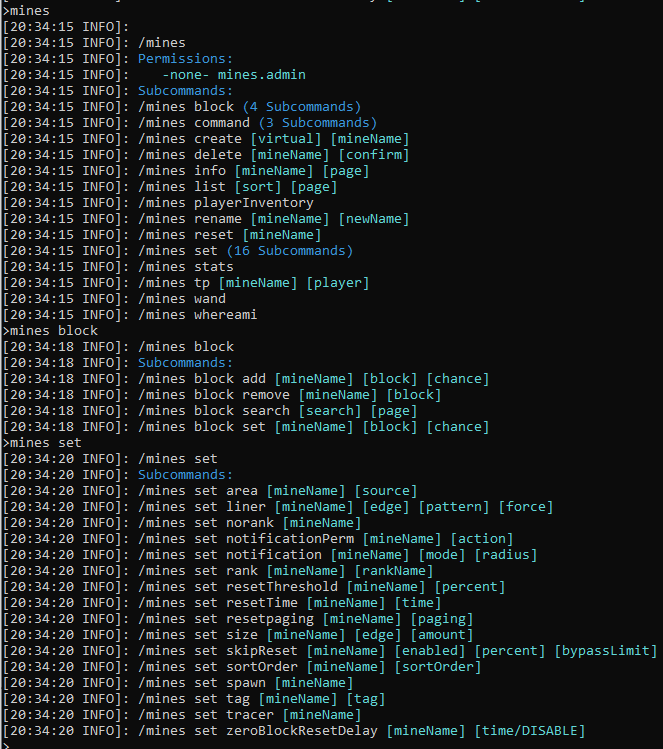 >mines
[20:34:15 INFO]:
[20:34:15 INFO]: /mines
[20:34:15 INFO]: Permissions:
[20:34:15 INFO]:    -none- mines.admin
[20:34:15 INFO]: Subcommands:
[20:34:15 INFO]: /mines block (4 Subcommands)
[20:34:15 INFO]: /mines command (3 Subcommands)
[20:34:15 INFO]: /mines create [virtual] [mineName]
[20:34:15 INFO]: /mines delete [mineName] [confirm]
[20:34:15 INFO]: /mines info [mineName] [page]
[20:34:15 INFO]: /mines list [sort] [page]
[20:34:15 INFO]: /mines playerInventory
[20:34:15 INFO]: /mines rename [mineName] [newName]
[20:34:15 INFO]: /mines reset [mineName]
[20:34:15 INFO]: /mines set (16 Subcommands)
[20:34:15 INFO]: /mines stats
[20:34:15 INFO]: /mines tp [mineName] [player]
[20:34:15 INFO]: /mines wand
[20:34:15 INFO]: /mines whereami
>mines block
[20:34:18 INFO]: /mines block
[20:34:18 INFO]: Subcommands:
[20:34:18 INFO]: /mines block add [mineName] [block] [chance]
[20:34:18 INFO]: /mines block remove [mineName] [block]
[20:34:18 INFO]: /mines block search [search] [page]
[20:34:18 INFO]: /mines block set [mineName] [block] [chance]
>mines set
[20:34:20 INFO]: /mines set
[20:34:20 INFO]: Subcommands:
[20:34:20 INFO]: /mines set area [mineName] [source]
[20:34:20 INFO]: /mines set liner [mineName] [edge] [pattern] [force]
[20:34:20 INFO]: /mines set norank [mineName]
[20:34:20 INFO]: /mines set notificationPerm [mineName] [action]
[20:34:20 INFO]: /mines set notification [mineName] [mode] [radius]
[20:34:20 INFO]: /mines set rank [mineName] [rankName]
[20:34:20 INFO]: /mines set resetThreshold [mineName] [percent]
[20:34:20 INFO]: /mines set resetTime [mineName] [time]
[20:34:20 INFO]: /mines set resetpaging [mineName] [paging]
[20:34:20 INFO]: /mines set size [mineName] [edge] [amount]
[20:34:20 INFO]: /mines set skipReset [mineName] [enabled] [percent] [bypassLimit]
[20:34:20 INFO]: /mines set sortOrder [mineName] [sortOrder]
[20:34:20 INFO]: /mines set spawn [mineName]
[20:34:20 INFO]: /mines set tag [mineName] [tag]
[20:34:20 INFO]: /mines set tracer [mineName]
[20:34:20 INFO]: /mines set zeroBlockResetDelay [mineName] [time/DISABLE]
>